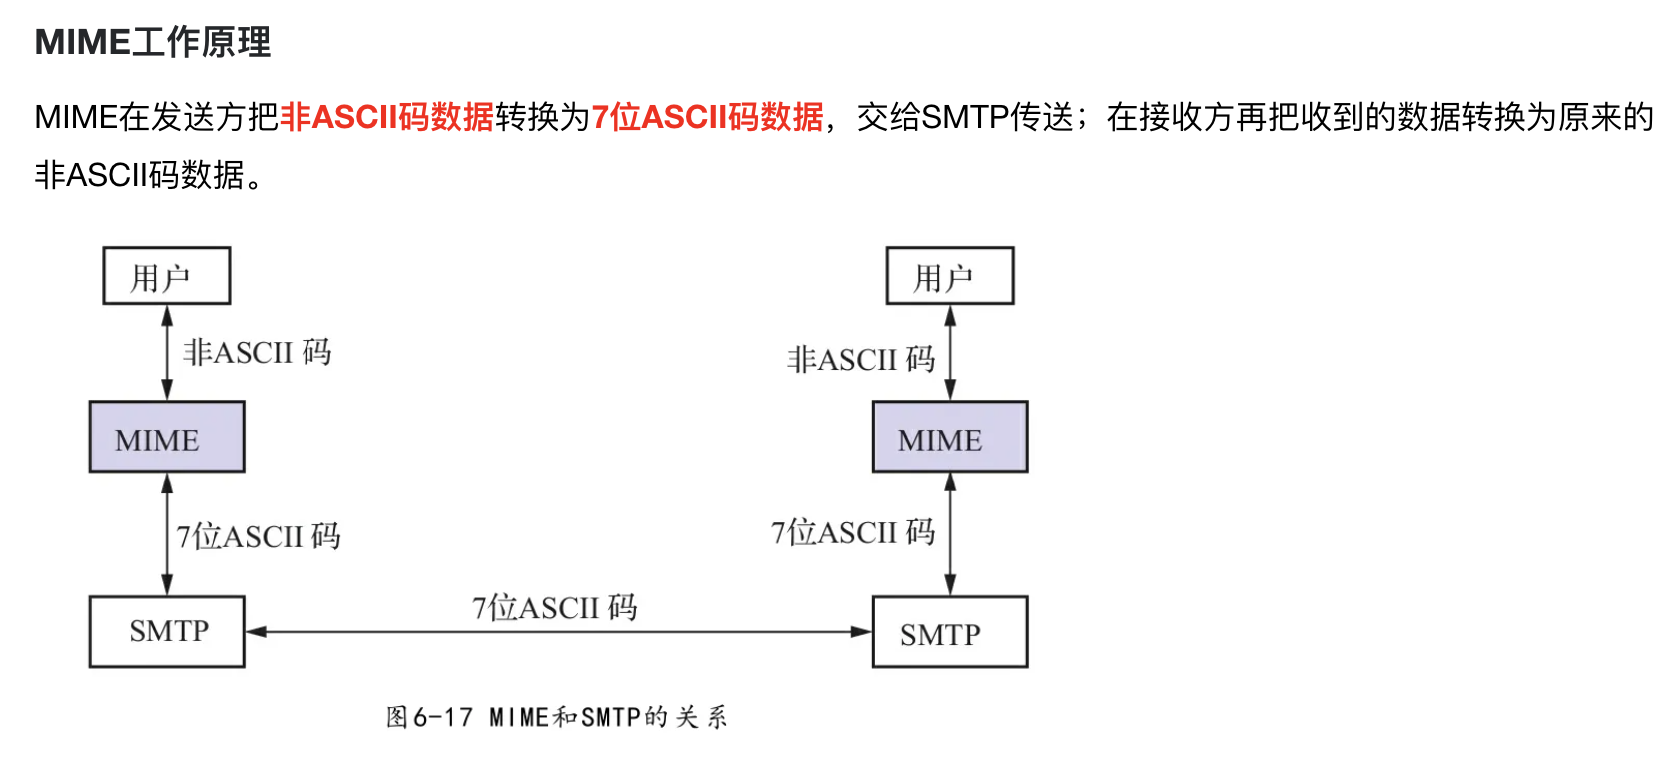 MIME工作原理
MIME在发送方把非ASCII码数据转换为7位ASCII码数据，交给SMTP传送；在接收方再把收到的数据转换为原来的
非ASCII码数据。
用户
用户
非ASCII 码
非ASCII 码
MIME
MIME
7位ASCII 码
7位ASCII 码
7位ASCII 码
SMTP
SMTP
图6-17 MIME和SMTP的关系